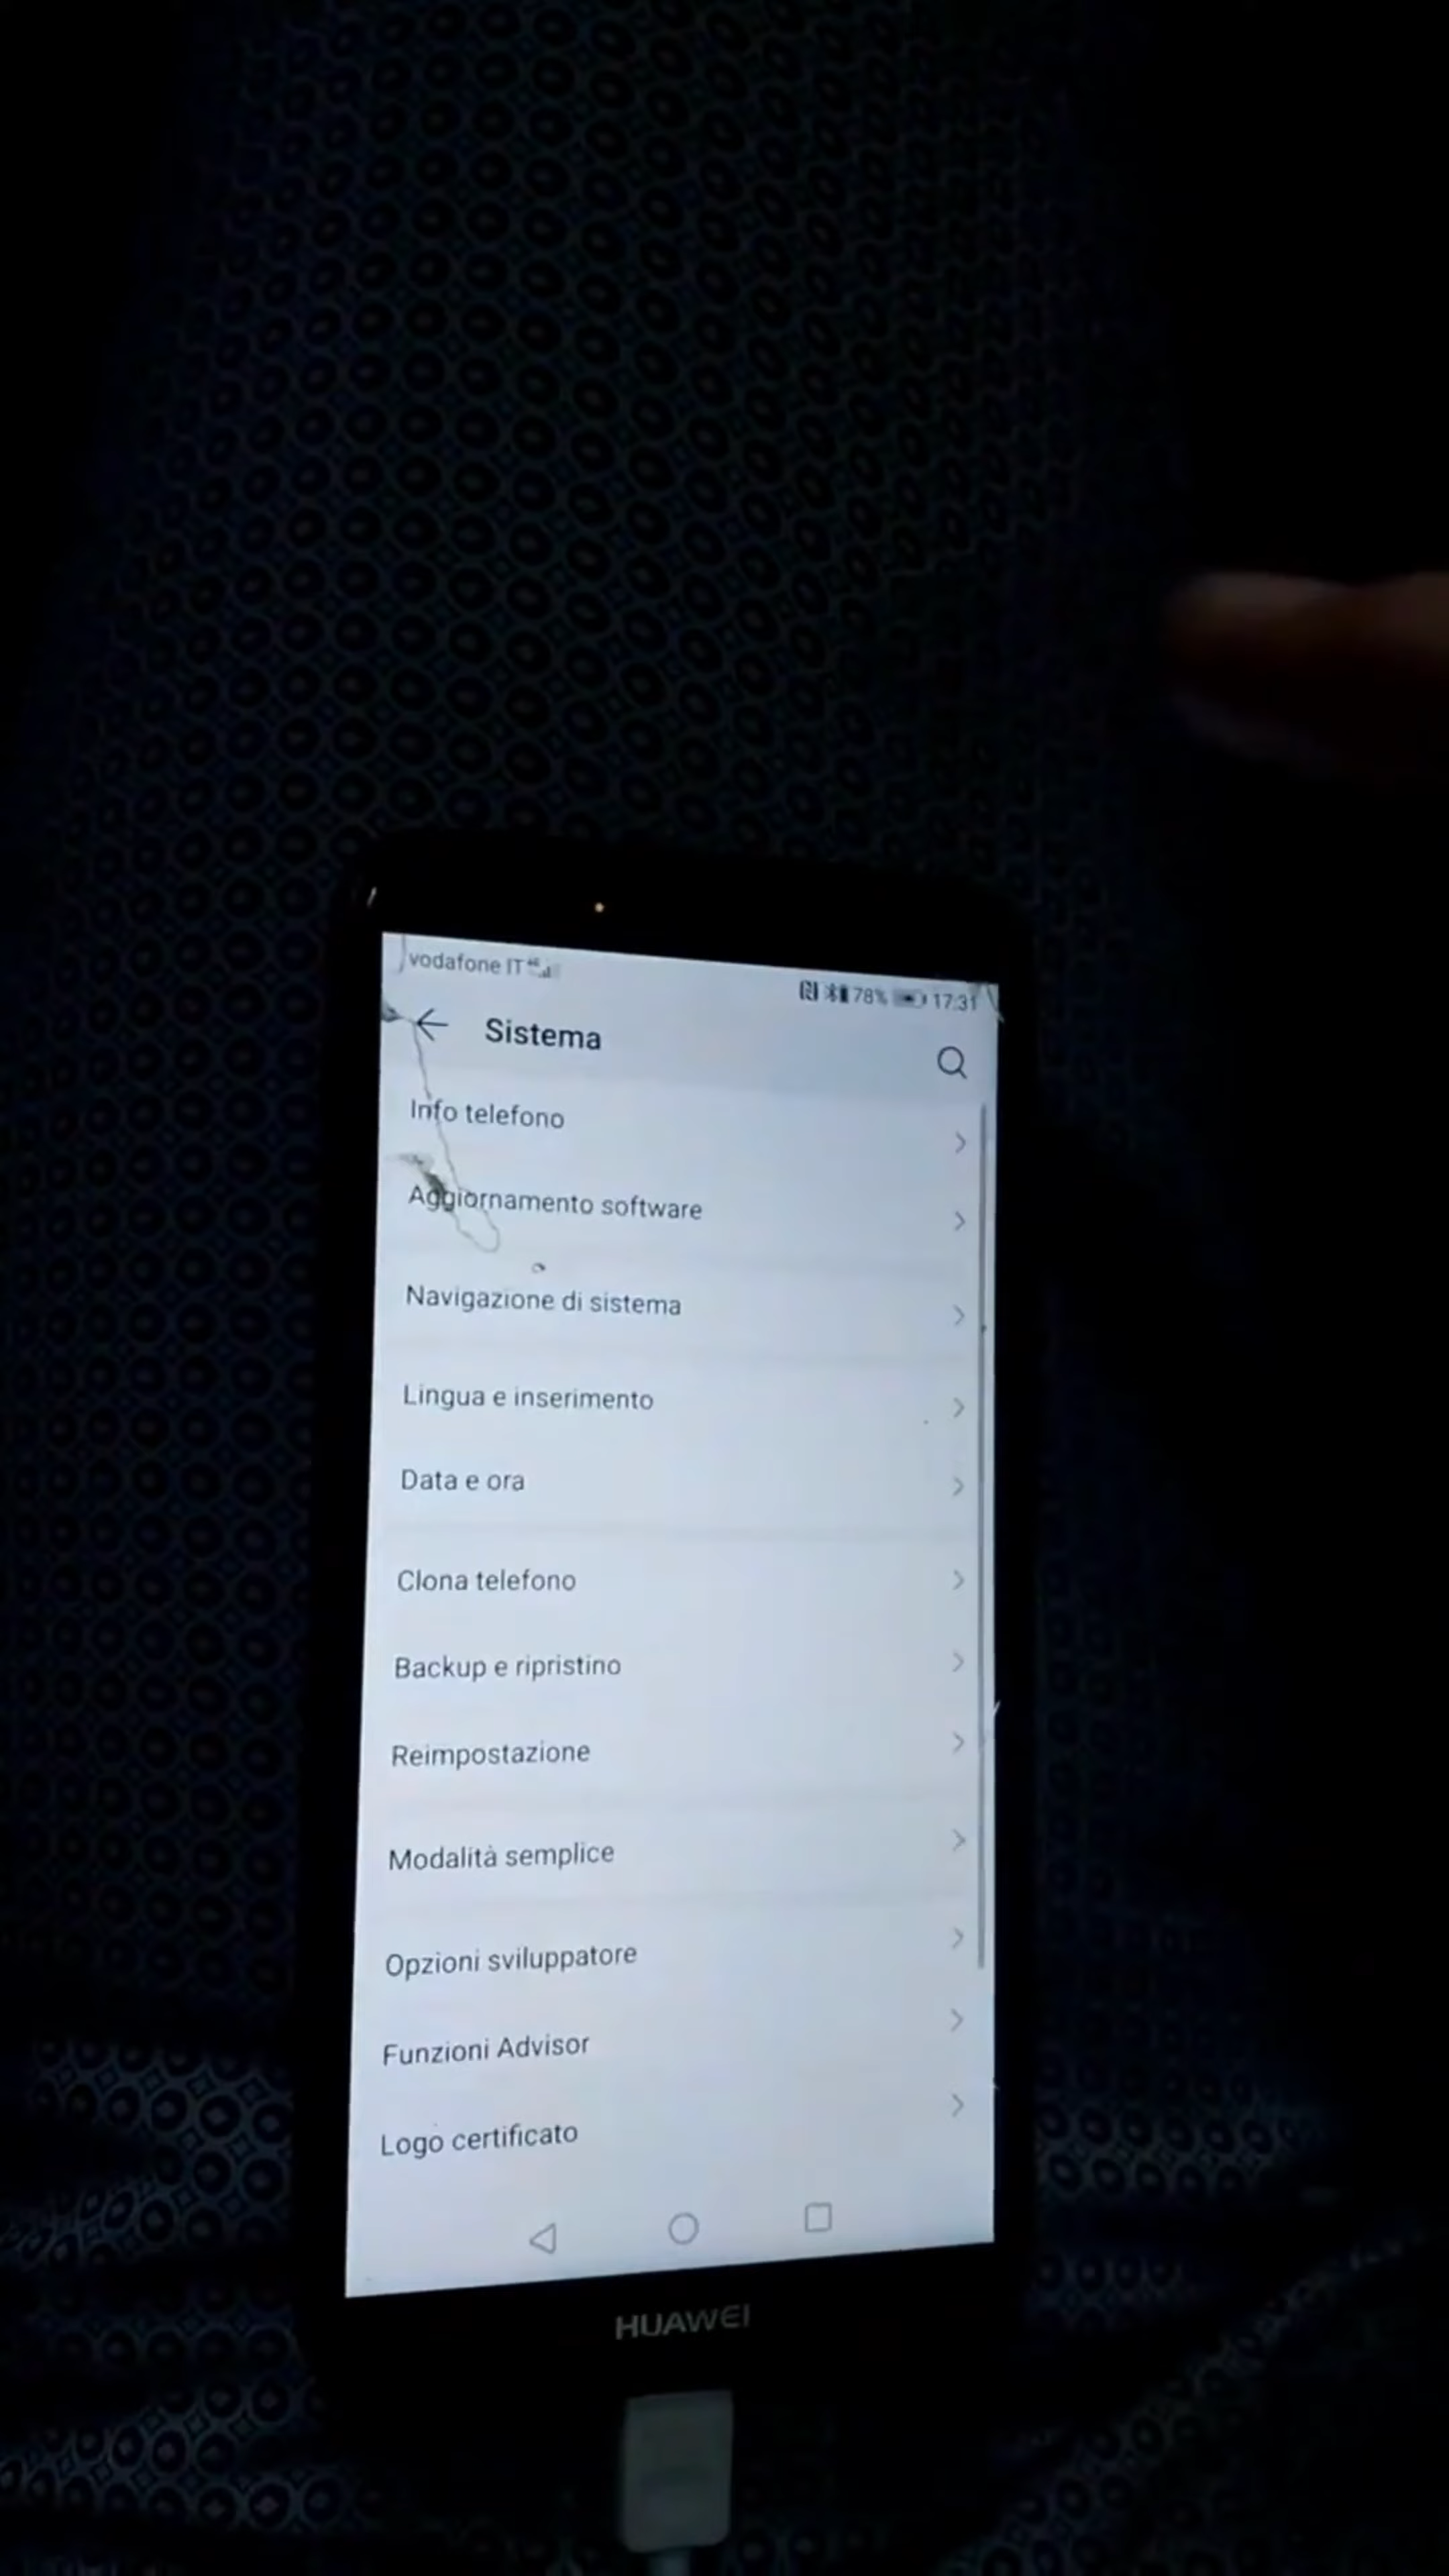 vodafone IT 78% 17:31
Sistema
Info telefono
Aggiornamento software
Navigazione di sistema
Lingua e inserimento
Data e ora
Clona telefono
Backup e ripristino
Reimpostazione
Modalità semplice
Opzioni sviluppatore
Funzioni Advisor
Logo certificato
HUAWEI